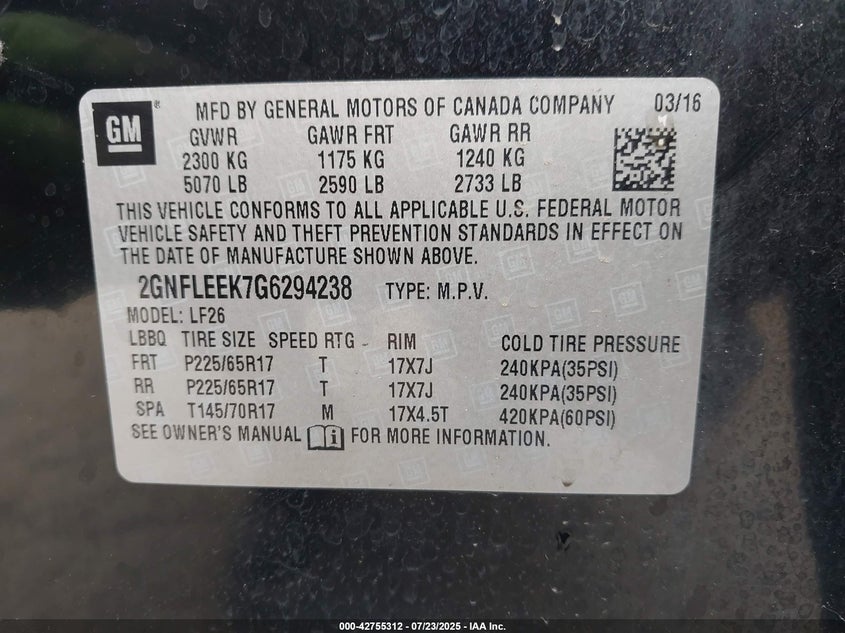 GM
®
MFD BY GENERAL MOTORS OF CANADA COMPANY 03/16
GVWR GAWR FRT GAWR RR
2300 KG 1175 KG 1240 KG
5070 LB 2590 LB 2733 LB
THIS VEHICLE CONFORMS TO ALL APPLICABLE U.S. FEDERAL MOTOR
VEHICLE SAFETY AND THEFT PREVENTION STANDARDS IN EFFECT ON
THE DATE OF MANUFACTURE SHOWN ABOVE.
2GNFLEEK7G6294238 TYPE: M.P.V.
MODEL: LF26
LBBQ TIRE SIZE SPEED RTG RIM COLD TIRE PRESSURE
FRT P225/65R17 T 17X7J 240KPA(35PSI)
RR P225/65R17 T 17X7J 240KPA(35PSI)
SPA T145/70R17 M 17X4.5T 420KPA(60PSI)
SEE OWNER'S MANUAL i FOR MORE INFORMATION.
000-42755312 - 07/23/2025 - IAA Inc.